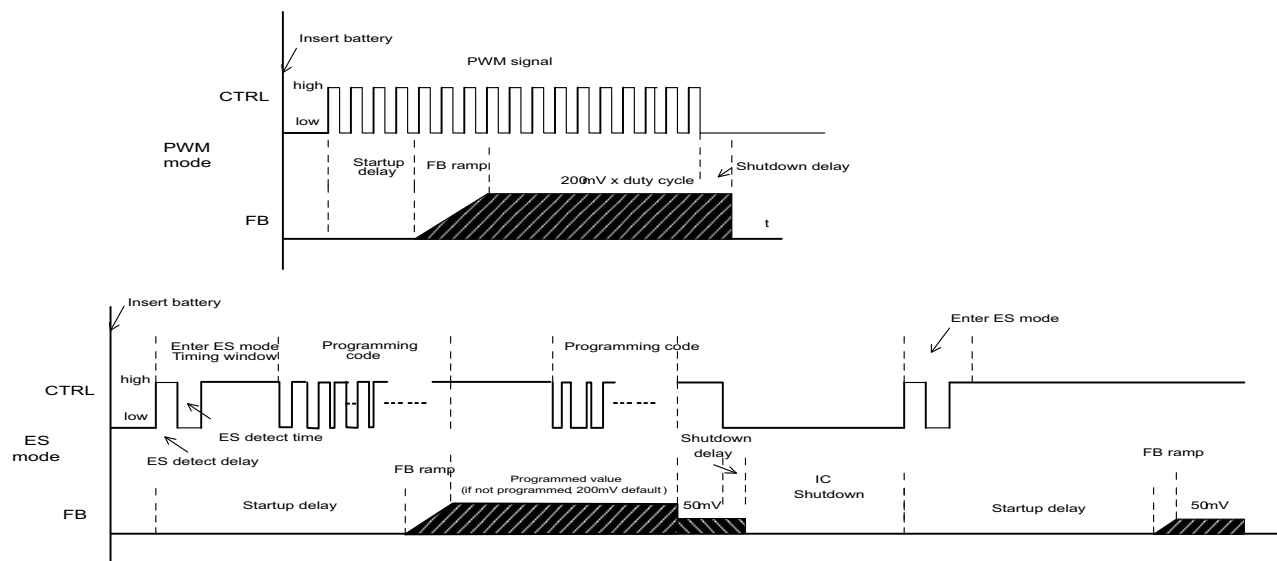 Insert battery
PWM signal
high
CTRL
low
PWM
mode
Startup
delay
FB ramp
Shutdown delay
200mV x duty cycle
FB
t
Insert battery
Enter ES mode
Enter ES mode
Timing window
Programming
code
Programming code
high
CTRL
low
ES
mode
ES detect time
ES detect delay
Shutdown
delay
FB ramp
FB ramp
Programmed value
(if not programmed, 200mV default)
50mV
IC
Shutdown
Startup delay
Startup delay
50mV
FB